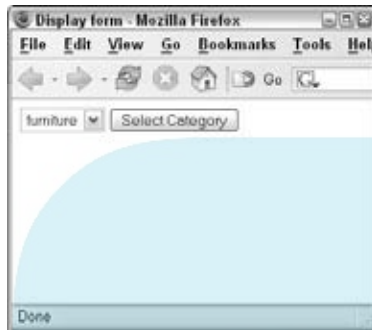 Display form - Mozilla Firefox
File Edit View Go Bookmarks Tools Hel
Go
furniture Select Category
Done